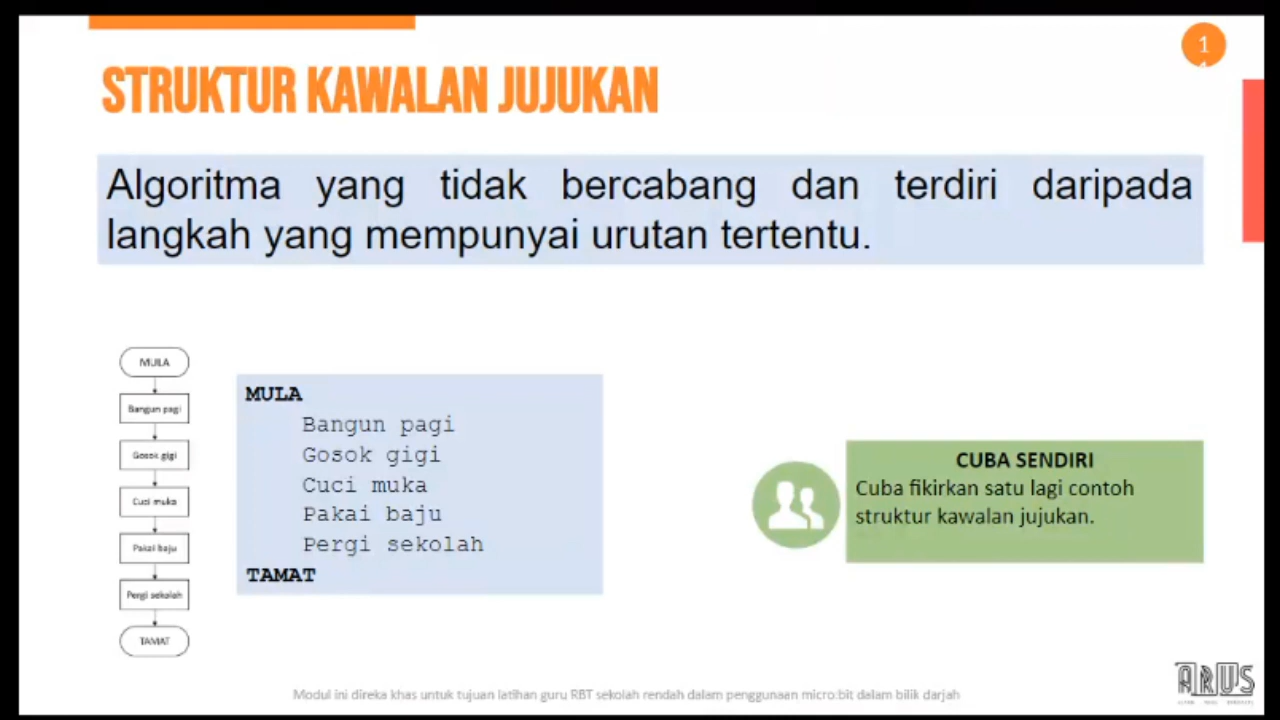 1
STRUKTUR KAWALAN JUJUKAN
Algoritma yang tidak bercabang dan terdiri daripada
langkah yang mempunyai urutan tertentu.
MULA
Bangun pagi
Gosok gigi
Cuci muka
Pakai baju
Pergi sekolah
TAMAT
MULA
Bangun pagi
Gosok gigi
Cuci muka
Pakai baju
Pergi sekolah
TAMAT
CUBA SENDIRI
Cuba fikirkan satu lagi contoh
struktur kawalan jujukan.
Modul ini direka khas untuk tujuan latihan guru RBT sekolah rendah dalam penggunaan micro:bit dalam bilik darjah
ARUS